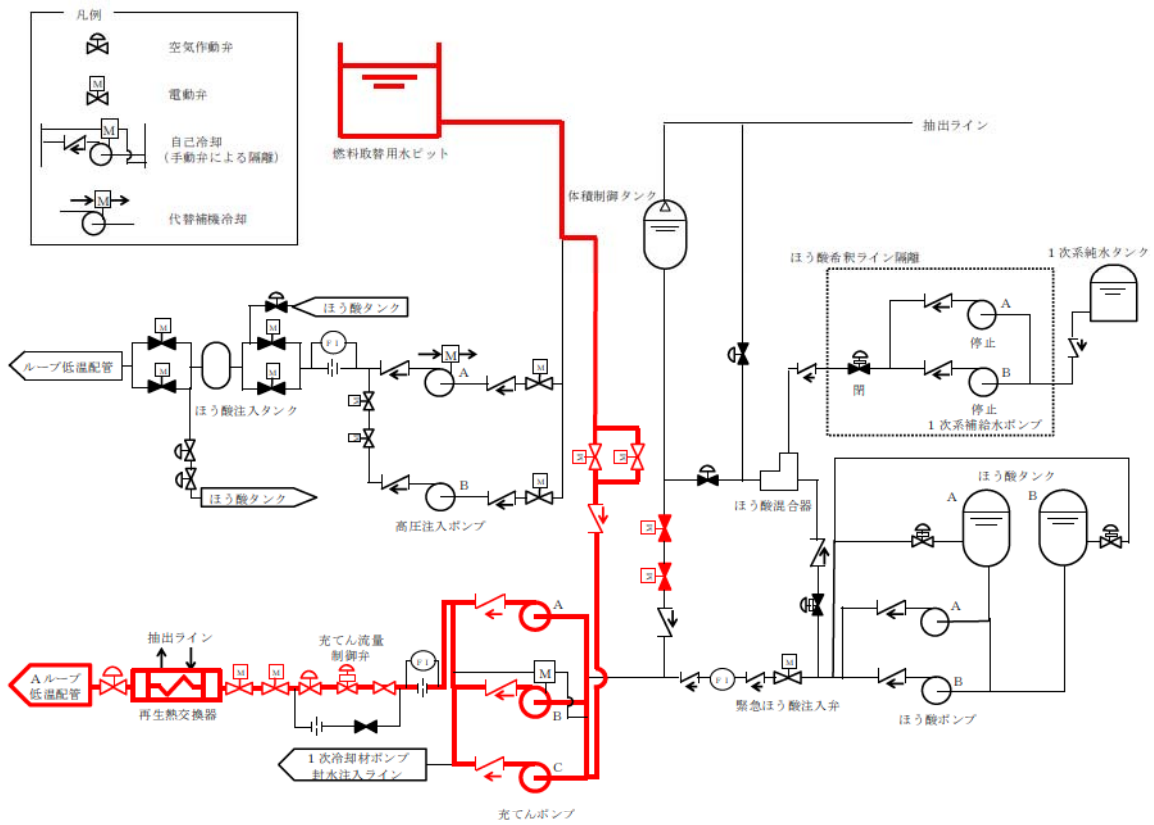 凡例
空気作動弁
M
電動弁
M
自己冷却
(手動弁による隔離)
M
代替補機冷却
燃料取替用水ピット
抽出ライン
体積制御タンク
ほう酸希釈ライン隔離
1次系純水タンク
A
停止
B
停止
閉
1次系補給水ポンプ
ほう酸タンク
M
M
F I
M
A
M
ループ低温配管
M
M
ほう酸注入タンク
M
M
ほう酸タンク
B
M
高圧注入ポンプ
M
M
ほう酸混合器
ほう酸タンク
A
B
M
M
A
B
M
F I
緊急ほう酸注入弁
ほう酸ポンプ
抽出ライン
充てん流量
制御弁
F I
A
M
B
C
Aループ
低温配管
M
M
再生熱交換器
1次冷却材ポンプ
封水注入ライン
充てんポンプ